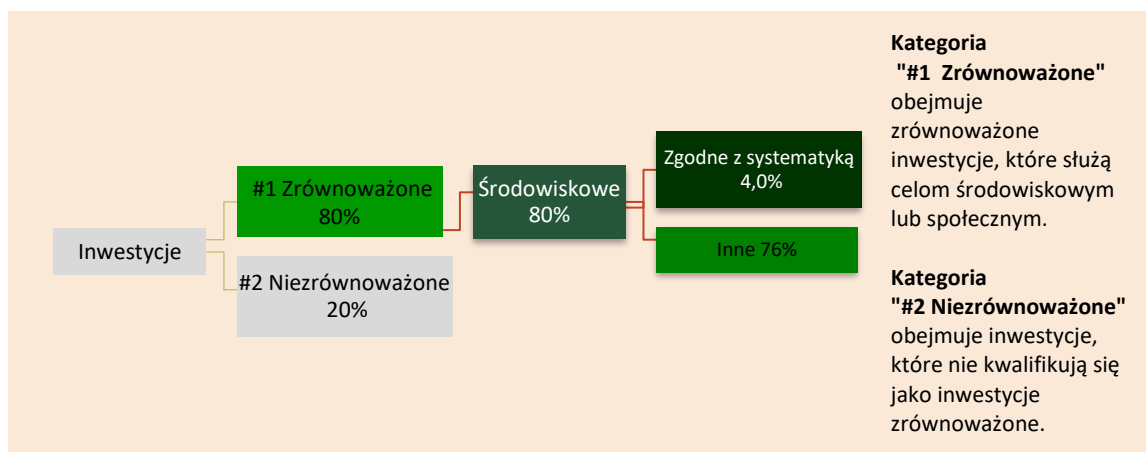 Inwestycje
#1 Zrównoważone
80%
#2 Niezrównoważone
20%
Środowiskowe
80%
Zgodne z systematyką
4,0%
Inne 76%
Kategoria
"#1 Zrównoważone"
obejmuje
zrównoważone
inwestycje, które służą
celom środowiskowym
lub społecznym.
Kategoria
"#2 Niezrównoważone"
obejmuje inwestycje,
które nie kwalifikują się
jako inwestycje
zrównoważone.